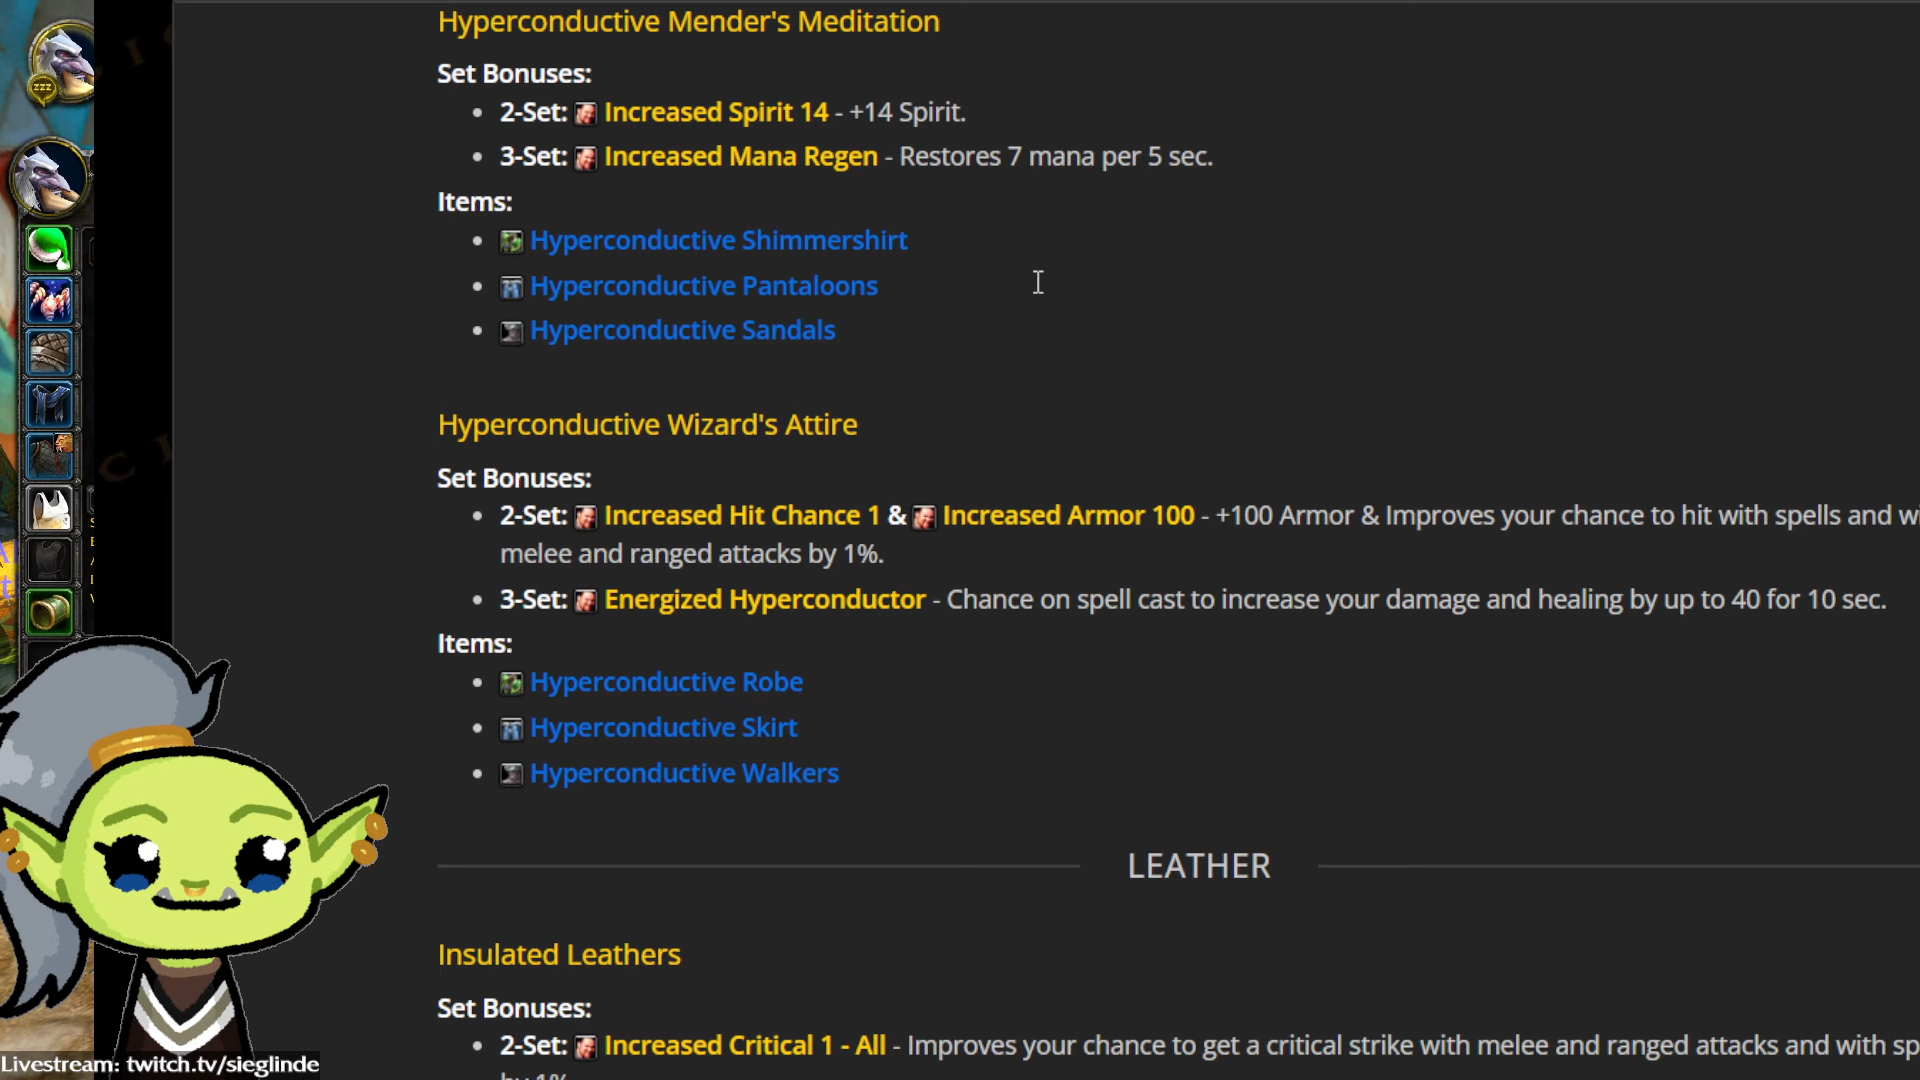 Hyperconductive Mender's Meditation
Set Bonuses:
2-Set: Increased Spirit 14 - +14 Spirit.
3-Set: Increased Mana Regen - Restores 7 mana per 5 sec.
Items:
Hyperconductive Shimmershirt
Hyperconductive Pantaloons
Hyperconductive Sandals
Hyperconductive Wizard's Attire
Set Bonuses:
2-Set: Increased Hit Chance 1 & Increased Armor 100 - +100 Armor & Improves your chance to hit with spells and wi
melee and ranged attacks by 1%.
3-Set: Energized Hyperconductor - Chance on spell cast to increase your damage and healing by up to 40 for 10 sec.
Items:
Hyperconductive Robe
Hyperconductive Skirt
Hyperconductive Walkers
LEATHER
Insulated Leathers
Set Bonuses:
2-Set: Increased Critical 1 - All - Improves your chance to get a critical strike with melee and ranged attacks and with sp
zzz
Livestream: twitch.tv/sieglinde